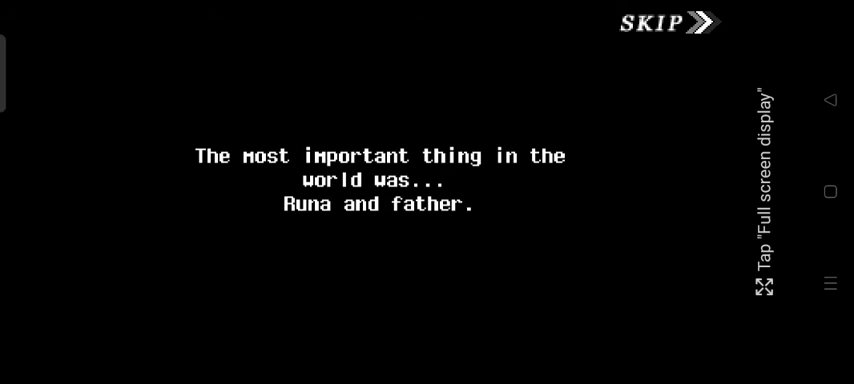 SKIP
The most important thing in the
world was...
Runa and father.
Tap "Full screen display"